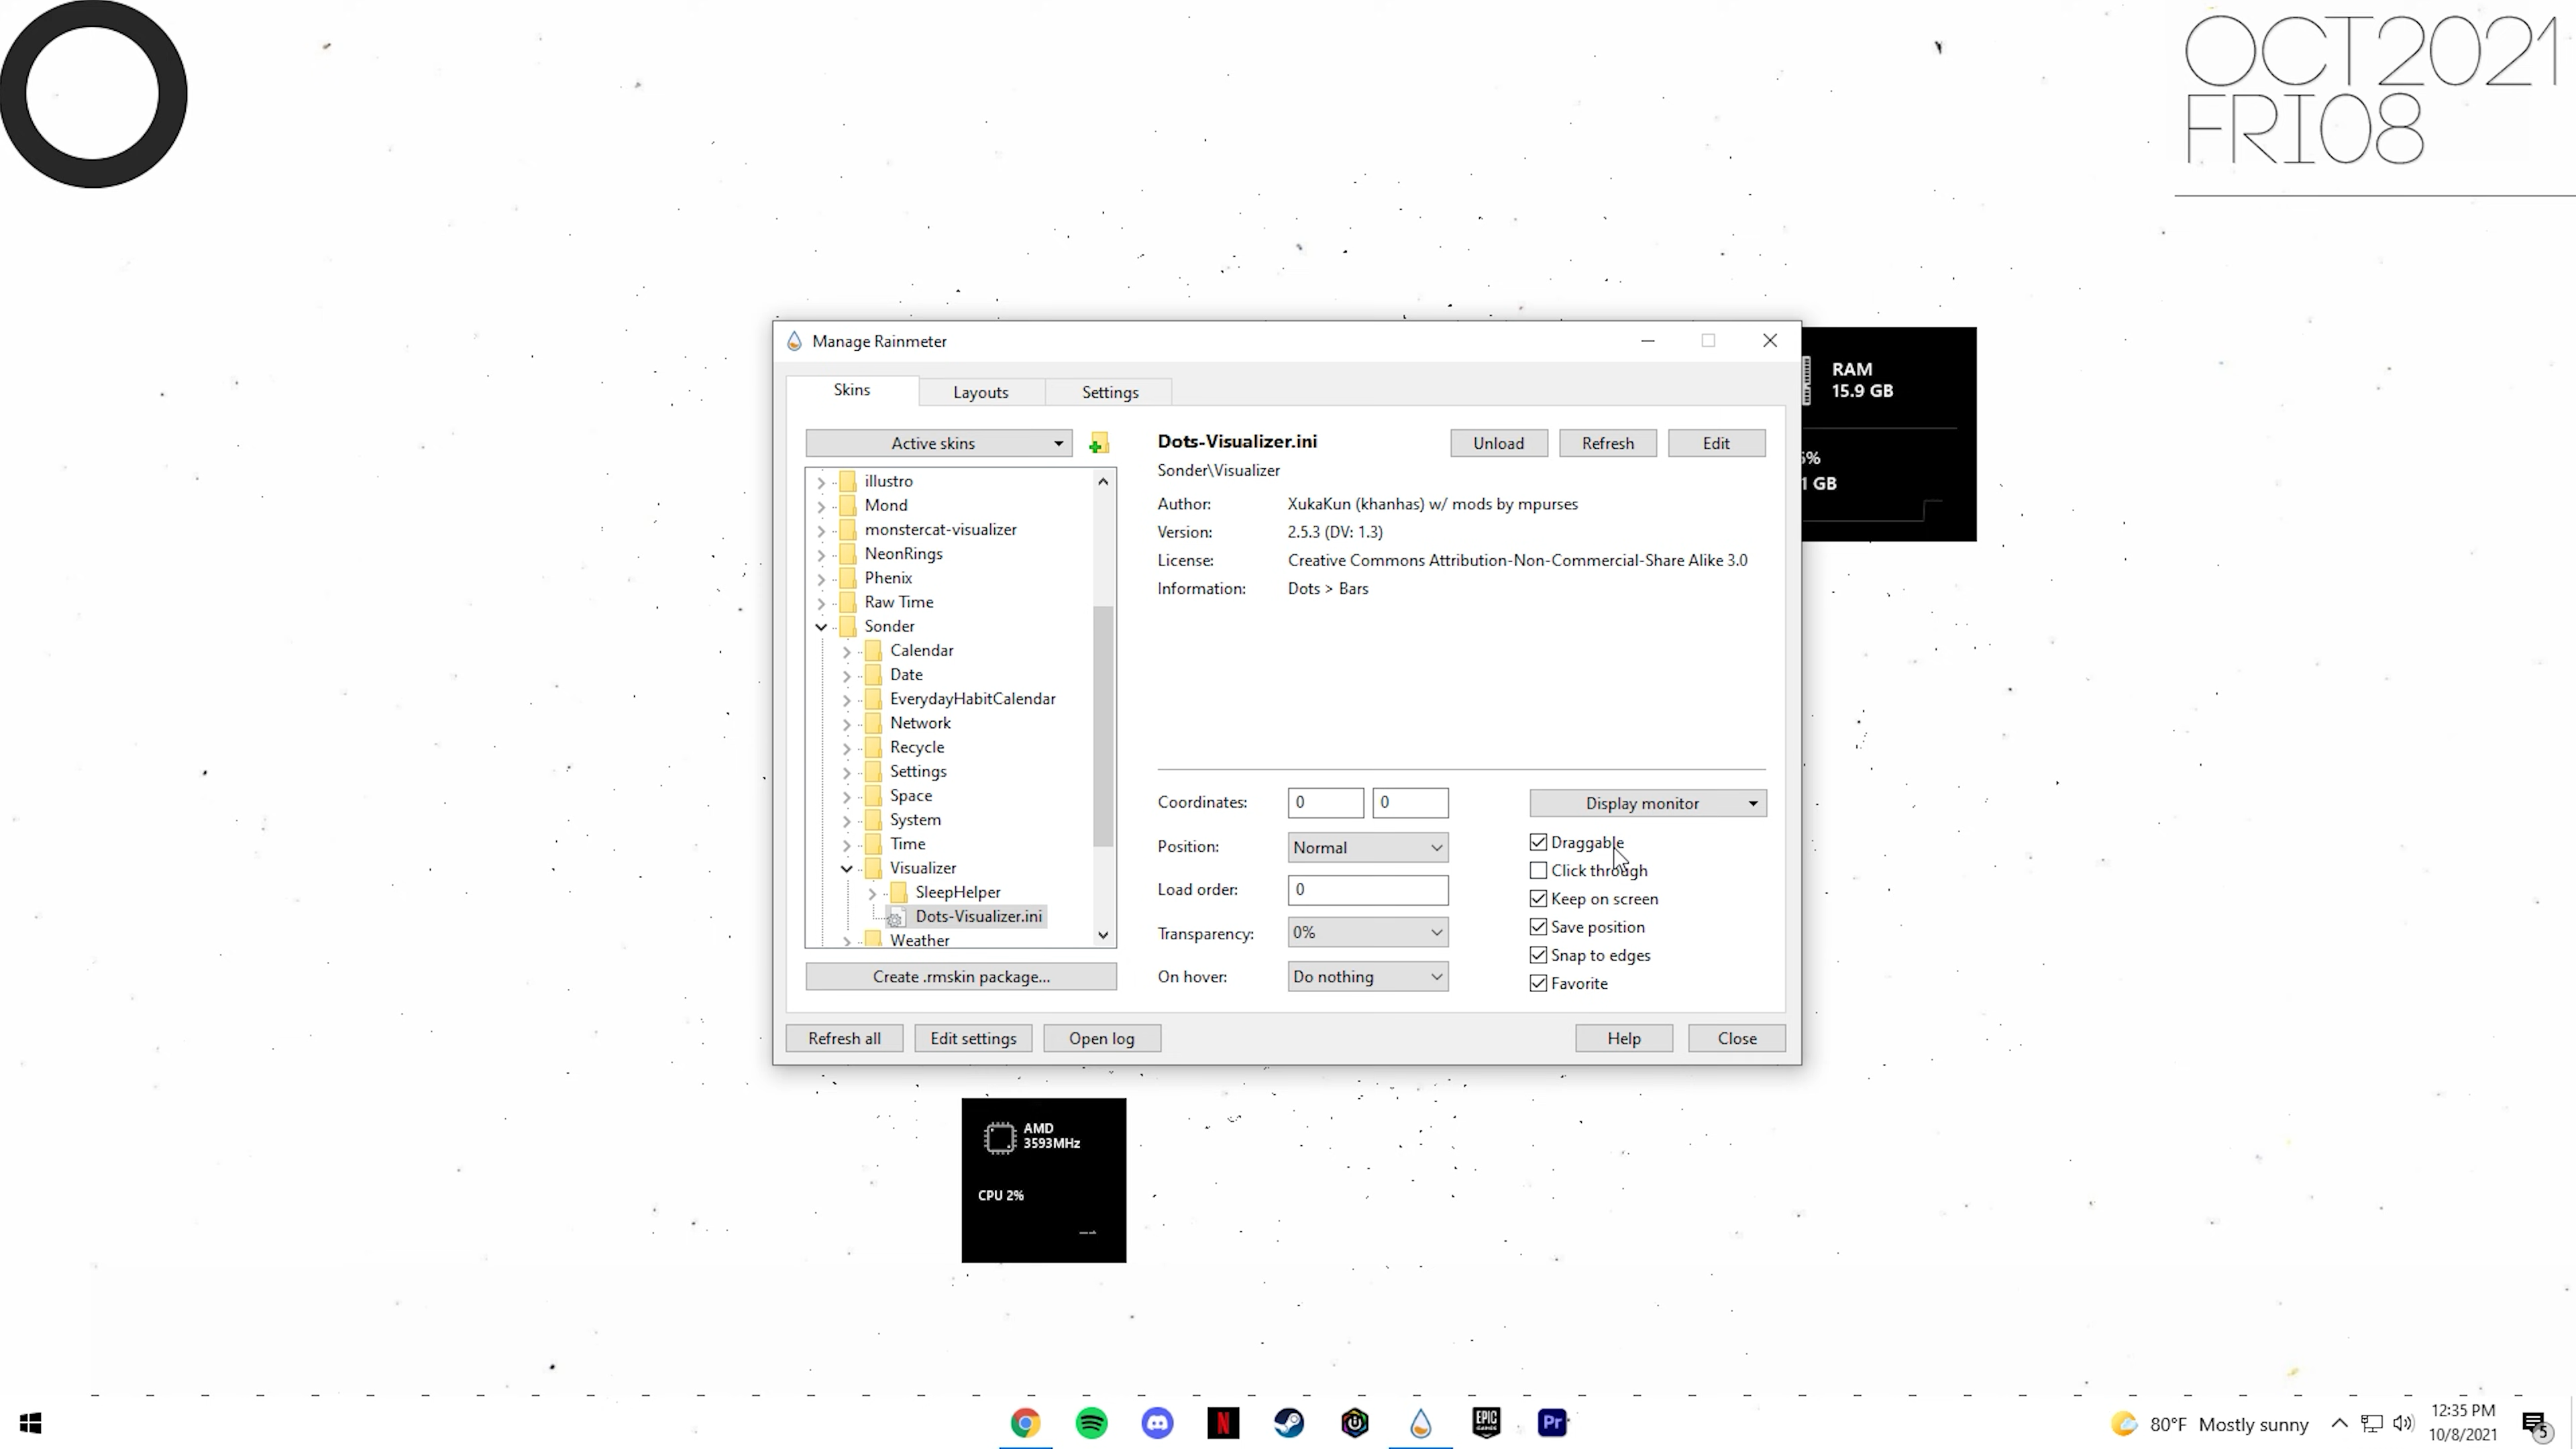 OCT2021
FRI08
Manage Rainmeter
Skins
Layouts
Settings
RAM
15.9 GB
Active skins
Dots-Visualizer.ini
Unload
Refresh
Edit
Sonder\Visualizer
illustro
Mond
monstercat-visualizer
NeonRings
Phenix
Raw Time
Sonder
Calendar
Date
EverydayHabitCalendar
Network
Recycle
Settings
Space
System
Time
Visualizer
SleepHelper
Dots-Visualizer.ini
Weather
Create .rmskin package...
Author: XukaKun (khanhas) w/ mods by mpurses
Version: 2.5.3 (DV: 1.3)
License: Creative Commons Attribution-Non-Commercial-Share Alike 3.0
Information: Dots > Bars
%
1 GB
Coordinates: 0 0
Position: Normal
Load order: 0
Transparency: 0%
On hover: Do nothing
Display monitor
Draggable
Click through
Keep on screen
Save position
Snap to edges
Favorite
Refresh all
Edit settings
Open log
Help
Close
AMD
3593MHz
CPU 2%
N
EPIC
GAMES
Pr
80°F Mostly sunny
12:35 PM
10/8/2021
5